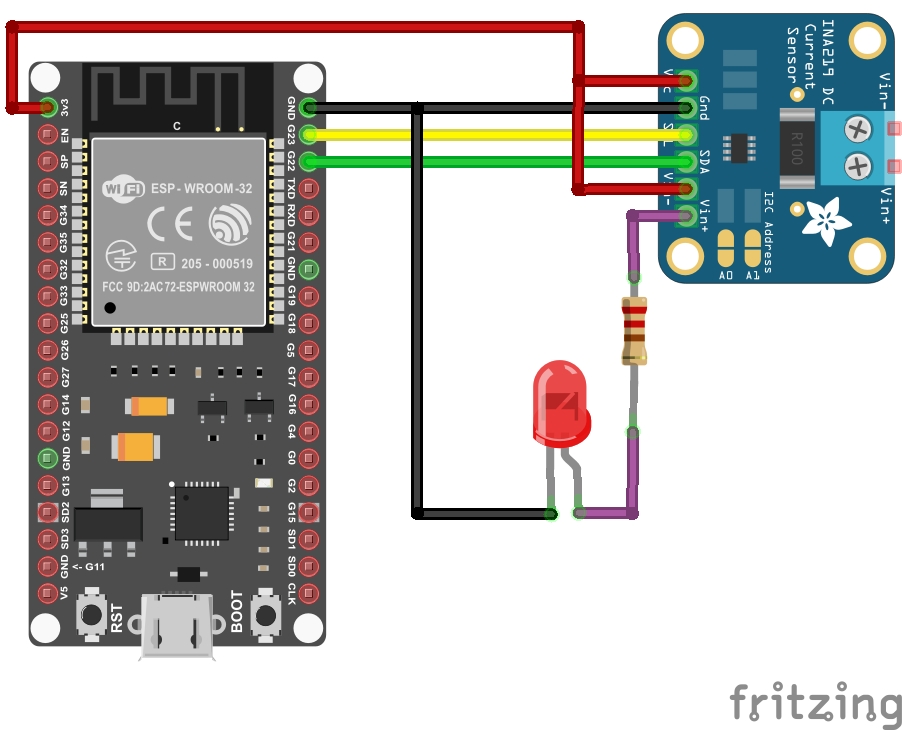 3v3
EN
SP
SN
G34
G35
G32
G33
G25
G26
G27
G14
G12
GND
G13
SD2
SD3
GND
V5
<- G11
C
WiFi ESP-WROOM-32
CE
R 205-000519
FCC 9D:2AC72-ESPWROOM 32
GND
G23
G22
TXD
RXD
G21
GND
G19
G18
G5
G17
G16
G4
G0
G2
G15
SD1
SD0
CLK
RST
BOOT
INA219 DC
Current
Sensor
Gnd
SDA
Vin+
R100
Vin-
Vin+
I2C Address
A0 A1
fritzing